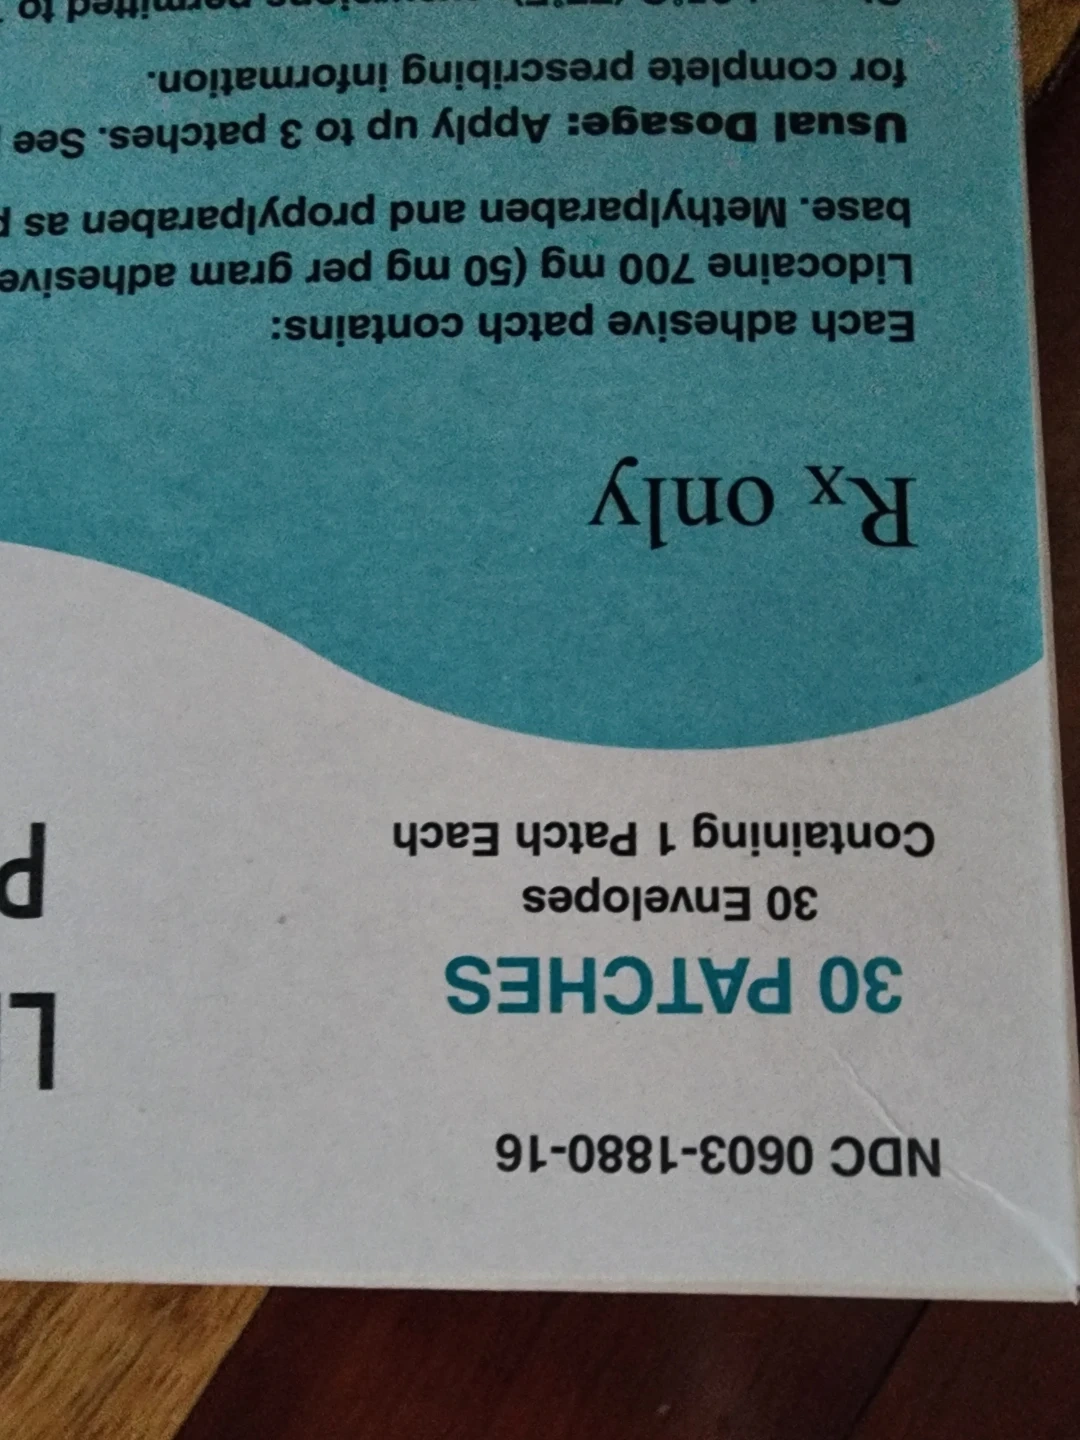 NDC 0603-1880-16
30 PATCHES
30 Envelopes
Containing 1 Patch Each
L
P
Rx only
Each adhesive patch contains:
Lidocaine 700 mg (50 mg per gram adhesive
base. Methylparaben and propylparaben as p
Usual Dosage: Apply up to 3 patches. See
for complete prescribing information.
permitted to